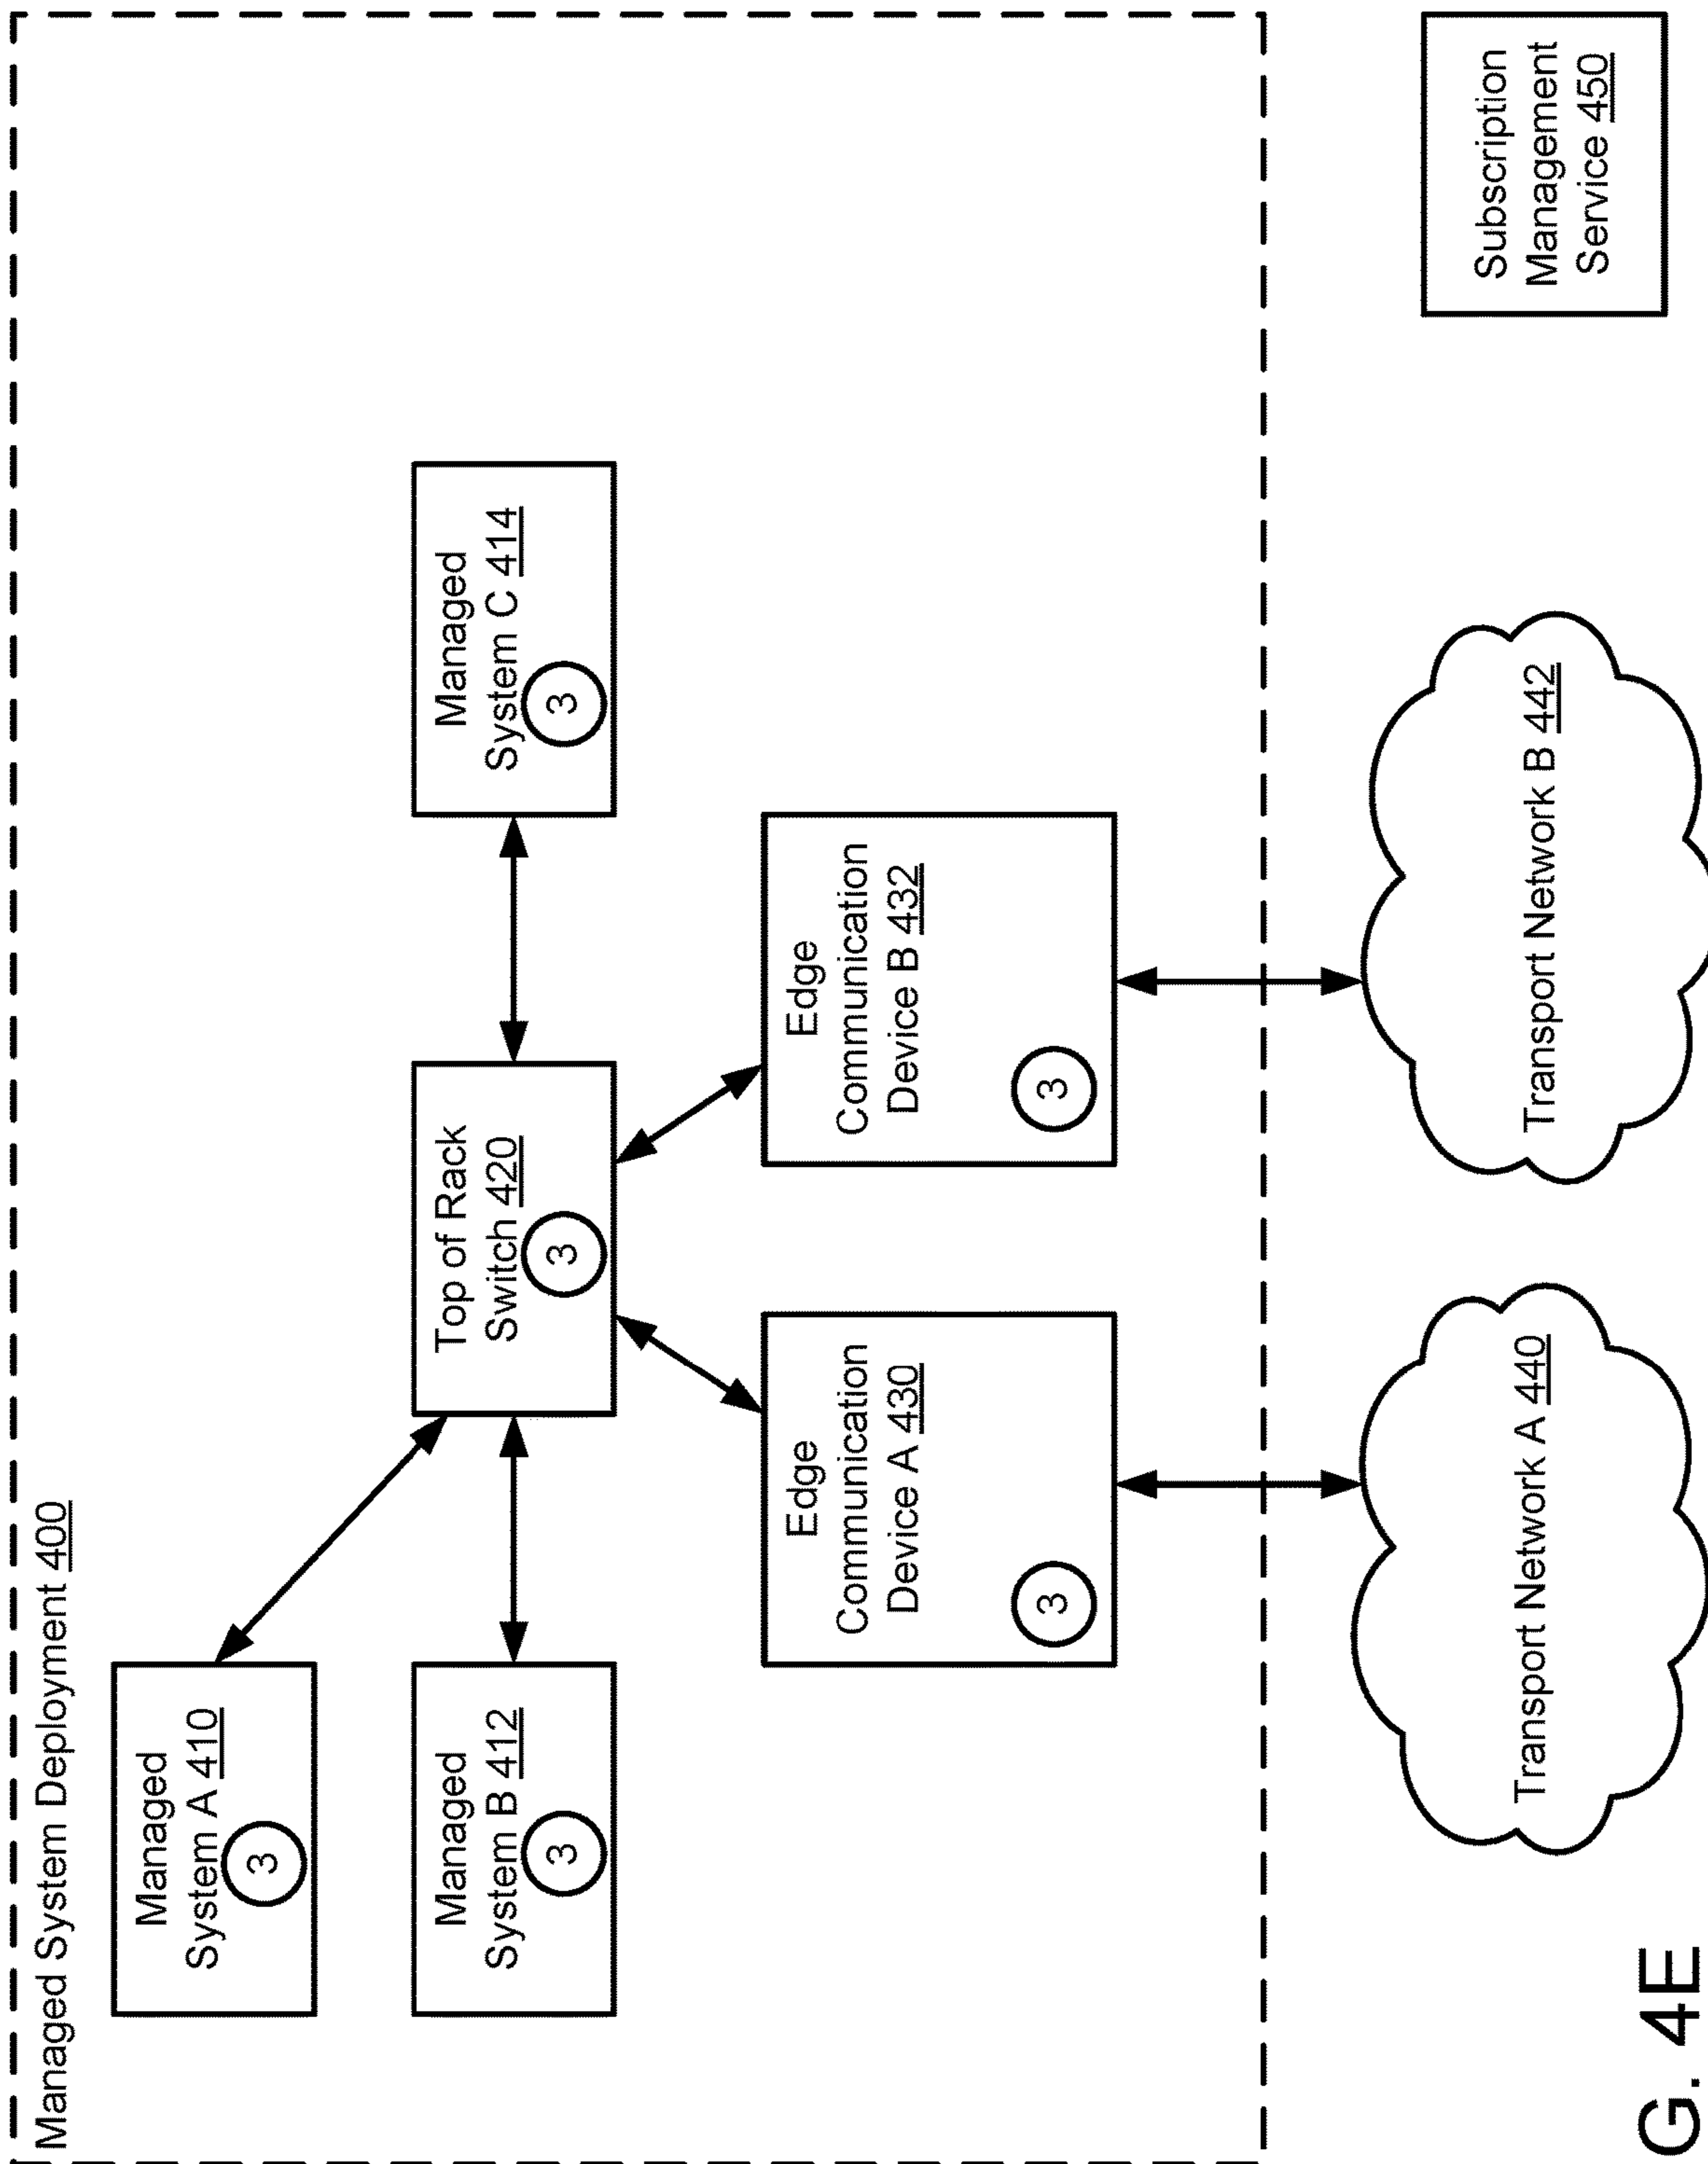 Managed System Deployment 400
Managed
System A 410
3
Managed
System B 412
3
Top of Rack
Switch 420
3
Managed
System C 414
3
Edge
Communication
Device A 430
3
Edge
Communication
Device B 432
3
Transport Network A 440
Transport Network B 442
Subscription
Management
Service 450
G. 4E